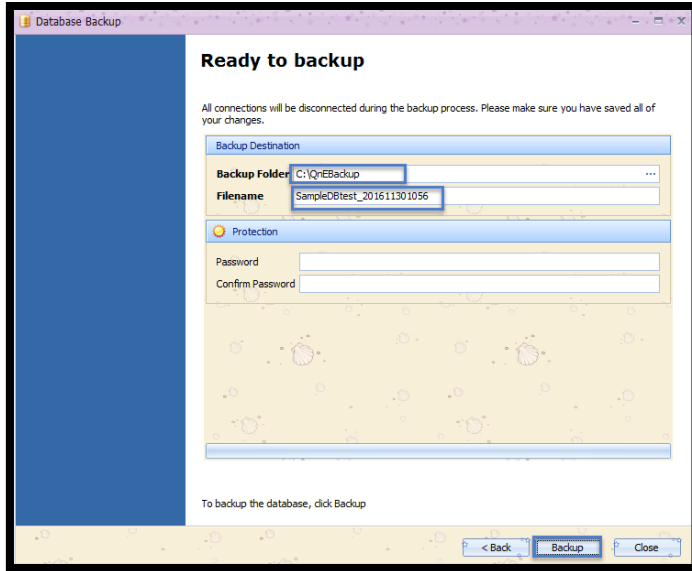 Database Backup
Ready to backup
All connections will be disconnected during the backup process. Please make sure you have saved all of
your changes.
Backup Destination
Backup Folder C:\QnEBackup ...
Filename SampleDBtest_201611301056
Protection
Password
Confirm Password
To backup the database, click Backup
< Back Backup Close